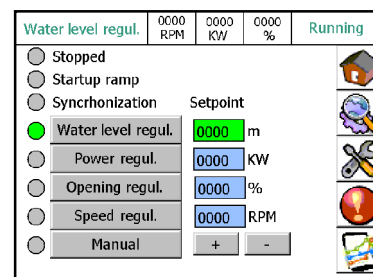 Water level regul. 0000 RPM 0000 KW 0000 % Running
Stopped
Startup ramp
Syncrhonization Setpoint
Water level regul. 0000 m
Power regul. 0000 KW
Opening regul. 0000 %
Speed regul. 0000 RPM
Manual + -